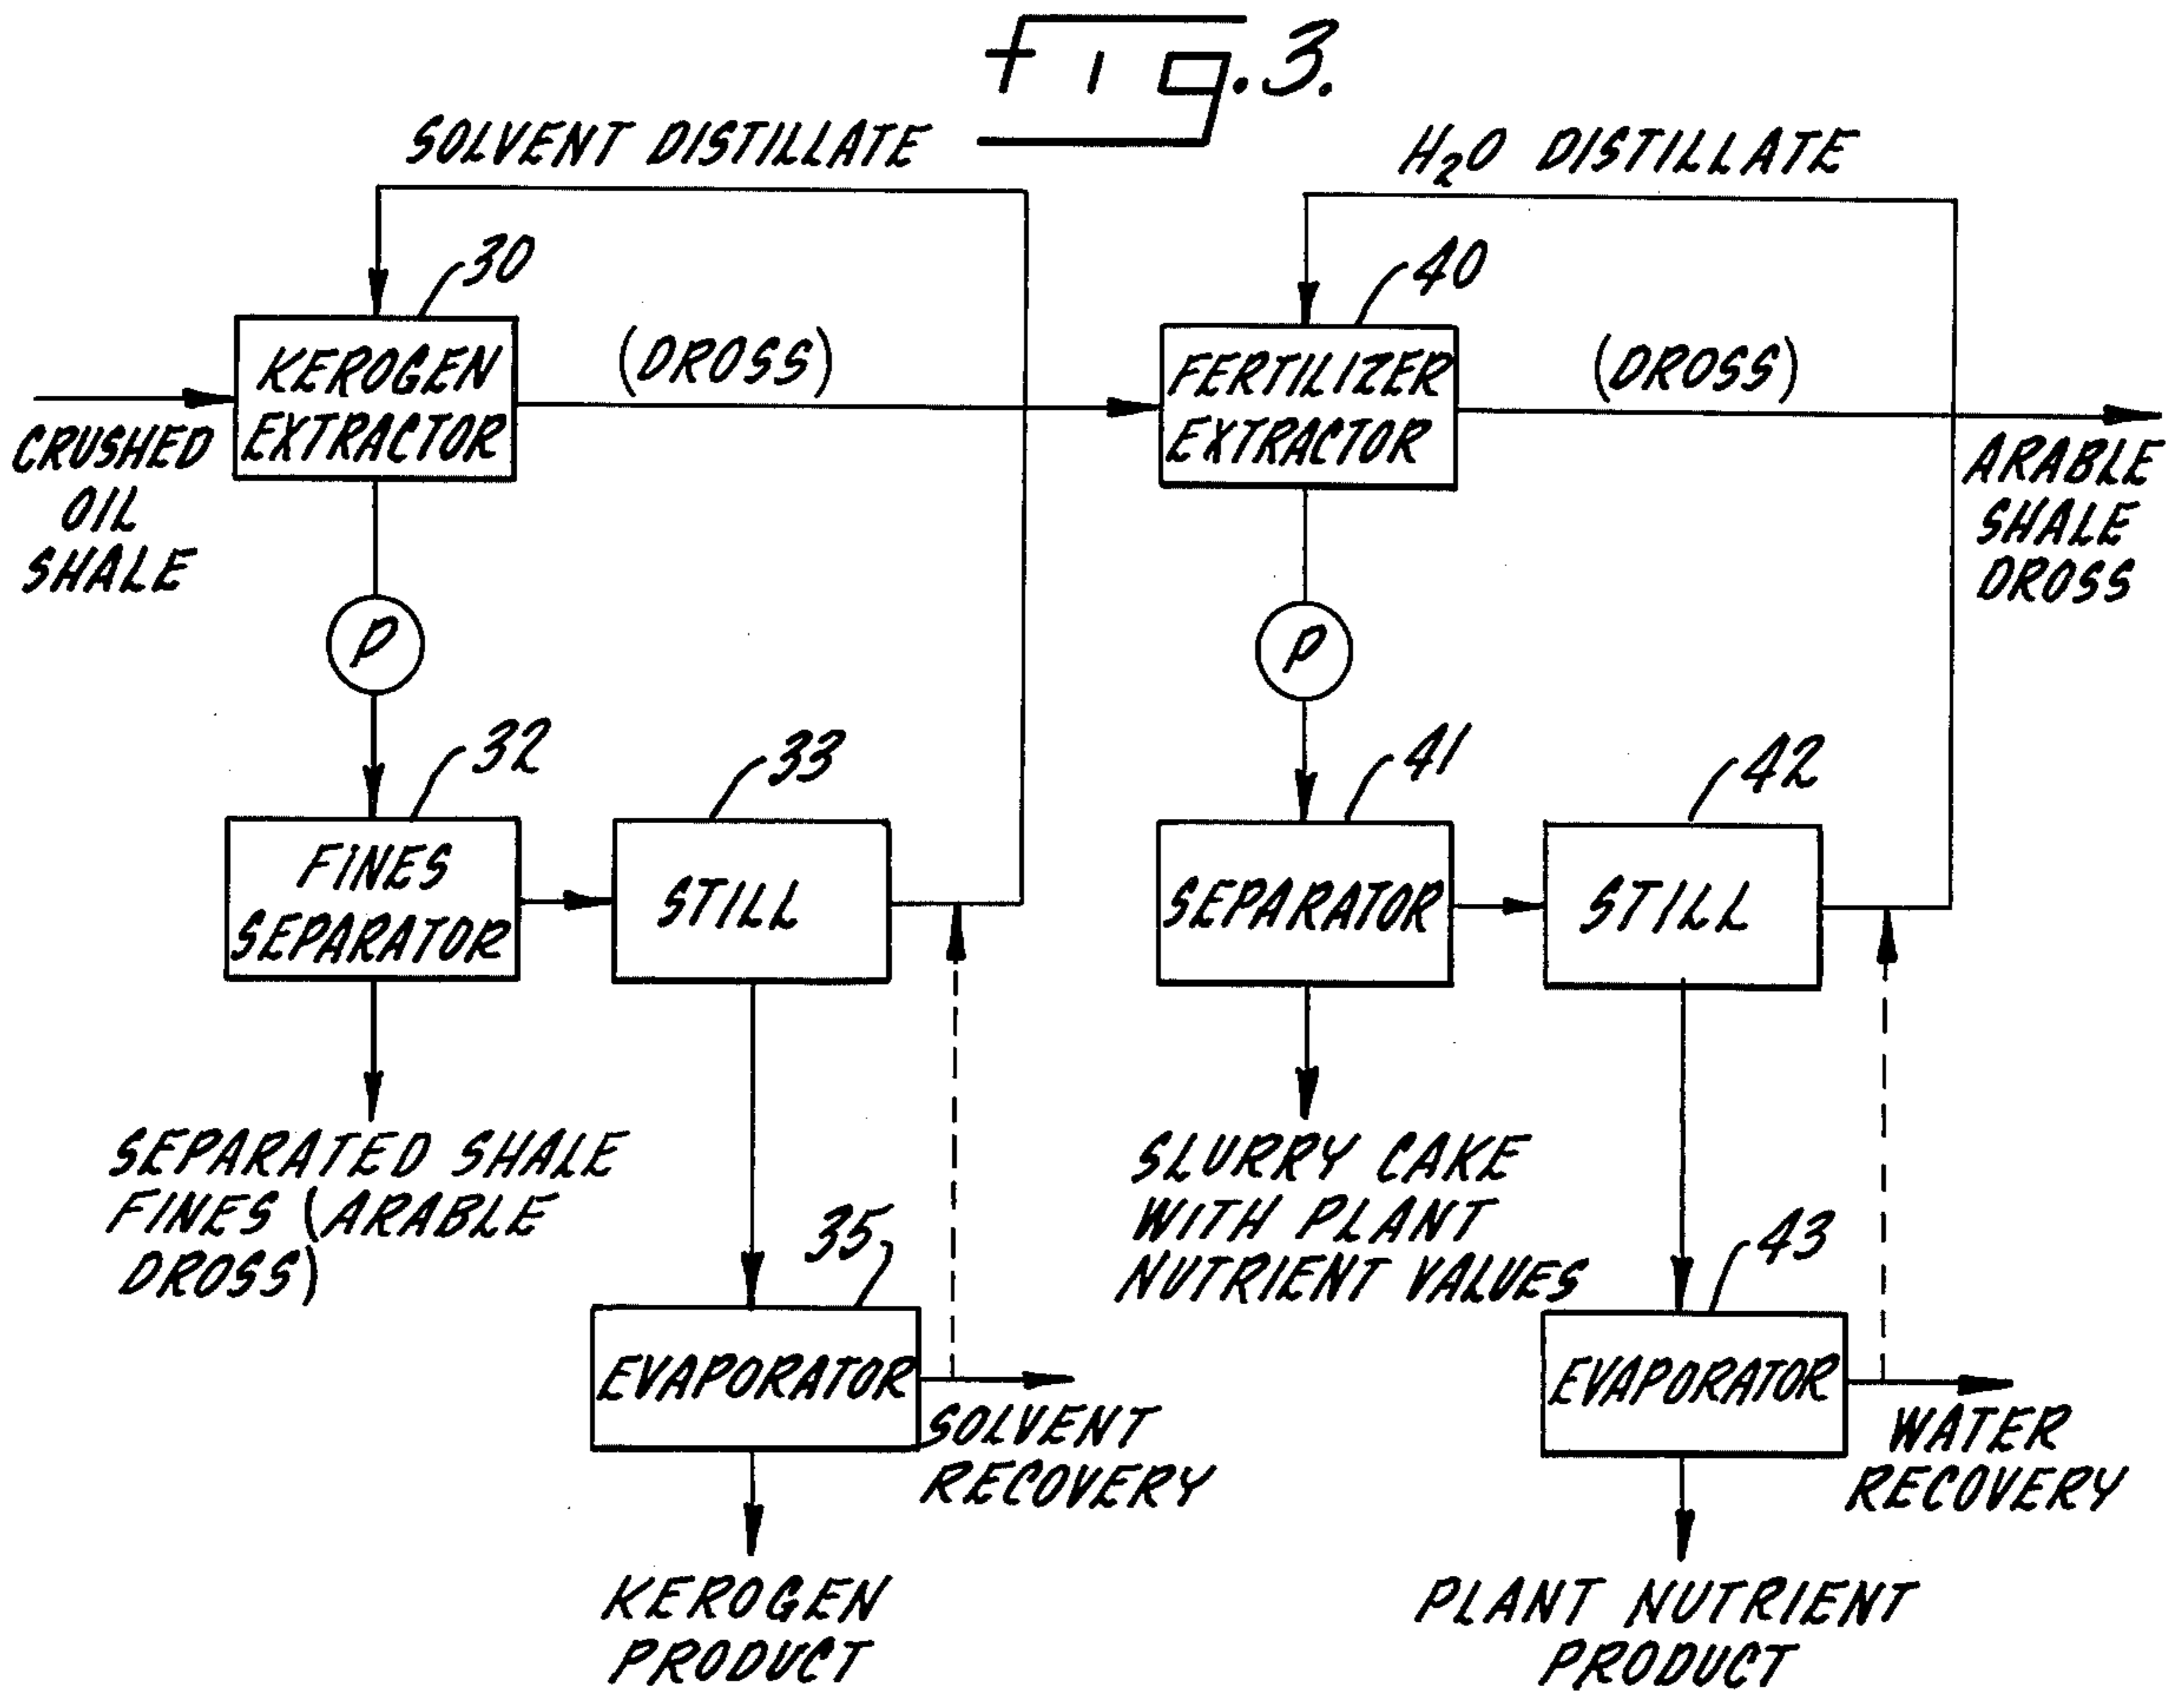 Fig. 3.
SOLVENT DISTILLATE
H₂O DISTILLATE
30
40
KEROGEN
EXTRACTOR
(DROSS)
FERTILIZER
EXTRACTOR
(DROSS)
CRUSHED
OIL
SHALE
ARABLE
SHALE
DROSS
P
P
32
33
41
42
FINES
SEPARATOR
STILL
SEPARATOR
STILL
SEPARATED SHALE
FINES (ARABLE
DROSS)
SLURRY CAKE
WITH PLANT
NUTRIENT VALUES
35
43
EVAPORATOR
EVAPORATOR
SOLVENT
RECOVERY
WATER
RECOVERY
KEROGEN
PRODUCT
PLANT NUTRIENT
PRODUCT